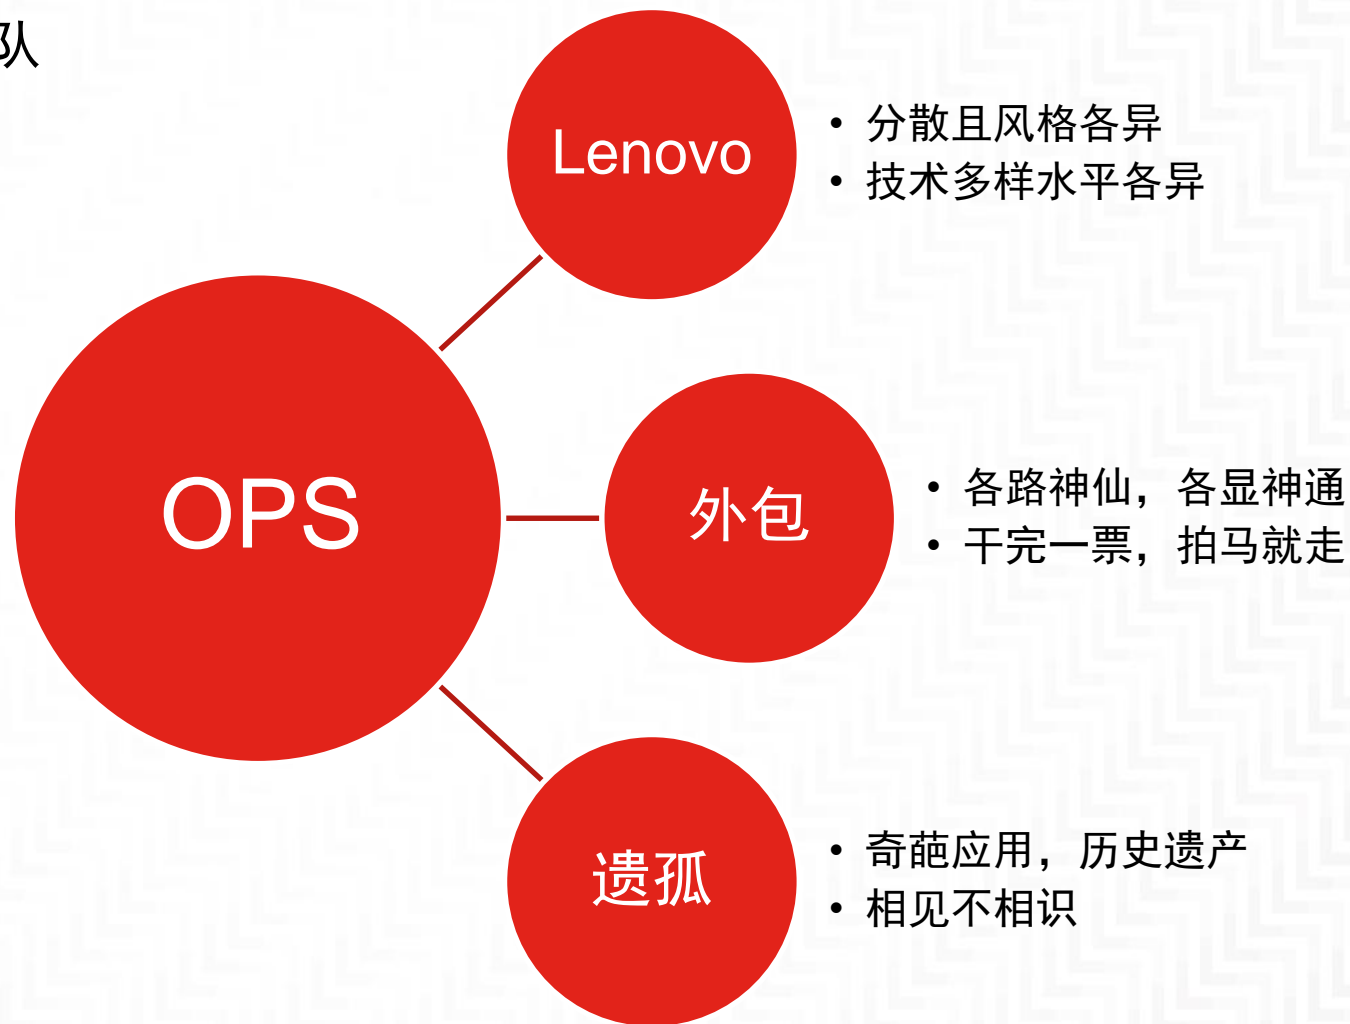 队
Lenovo
• 分散且风格各异
• 技术多样水平各异
OPS
外包
• 各路神仙，各显神通
• 干完一票，拍马就走
遗孤
• 奇葩应用，历史遗产
• 相见不相识